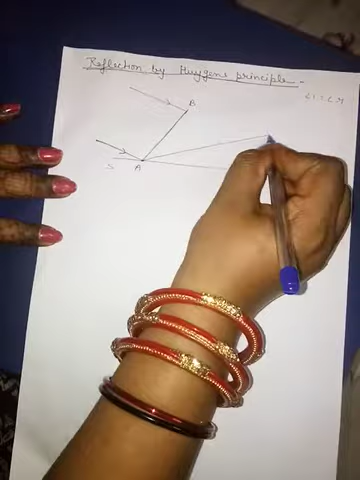 Reflection by Huygens principle -
∠i = ∠r
B
A